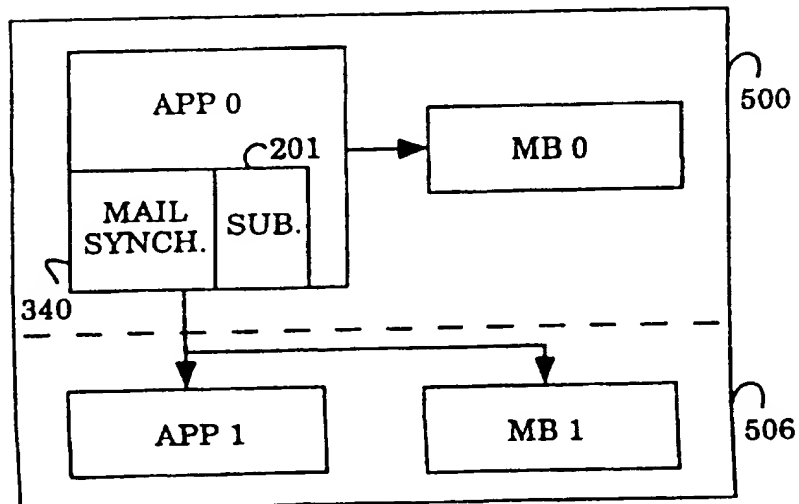 APP 0
500
201
MB 0
MAIL
SYNCH.
SUB.
340
APP 1
MB 1
506